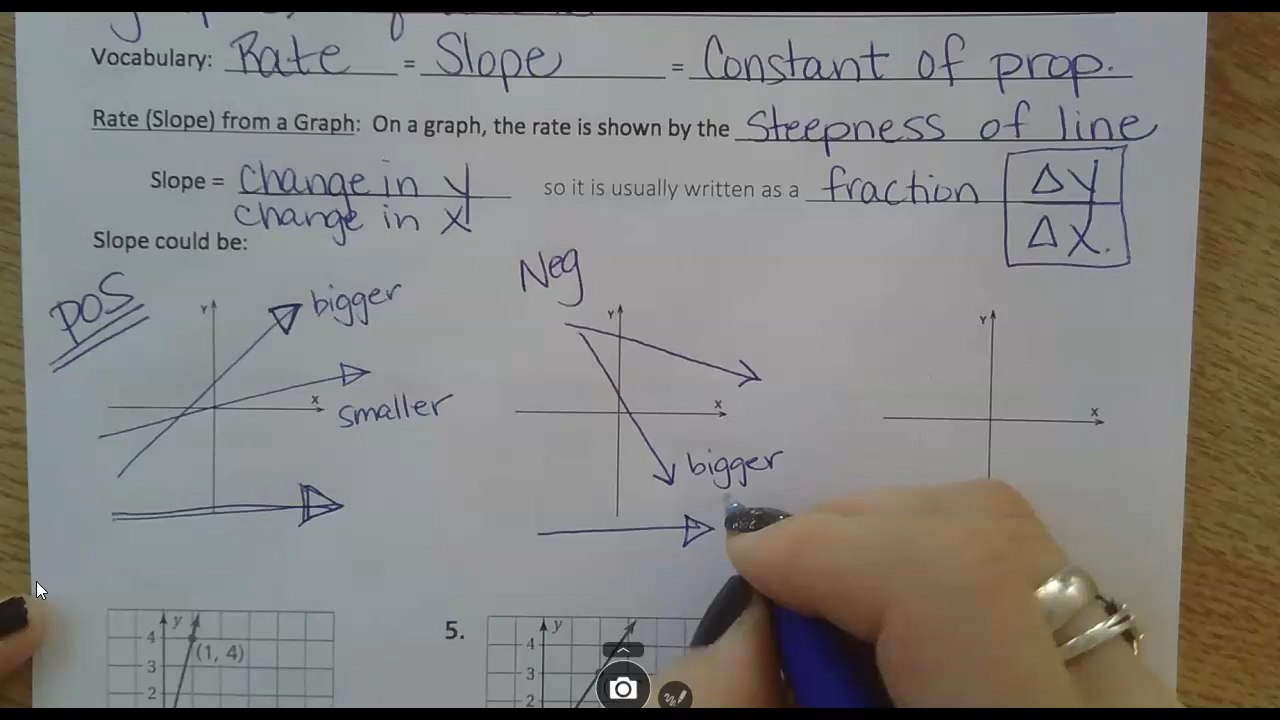 Vocabulary: Rate = Slope = Constant of prop.
Rate (Slope) from a Graph: On a graph, the rate is shown by the Steepness of line
Slope = change in y so it is usually written as a fraction Δy
change in x Δx.
Slope could be:
POS
bigger
Y
x
smaller
Neg
Y
x
bigger
Y
x
y
4
(1, 4)
3
2
5.
y
4
3
2